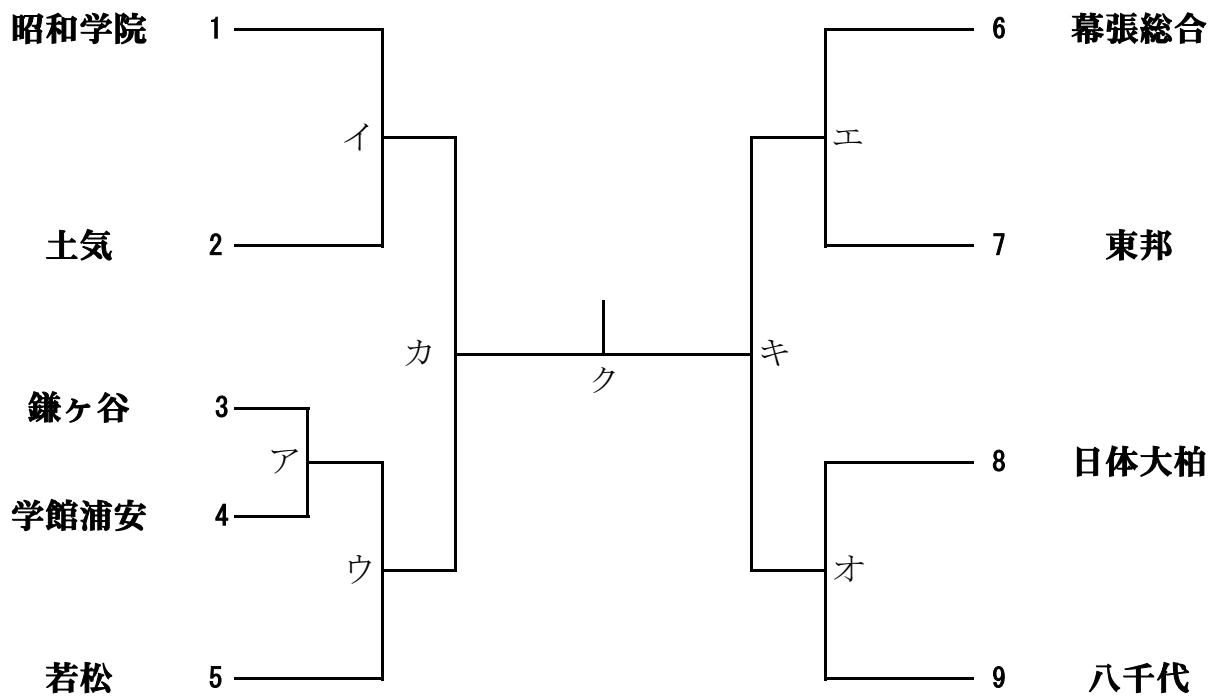 昭和学院 1
6 幕張総合
イ
エ
土気 2
7 東邦
カ
キ
ク
鎌ヶ谷 3
ア
8 日体大柏
学館浦安 4
ウ
オ
若松 5
9 八千代